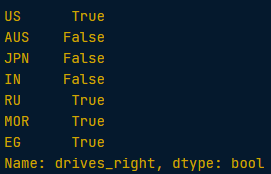 US      True
AUS    False
JPN    False
IN     False
RU      True
MOR     True
EG      True
Name: drives_right, dtype: bool